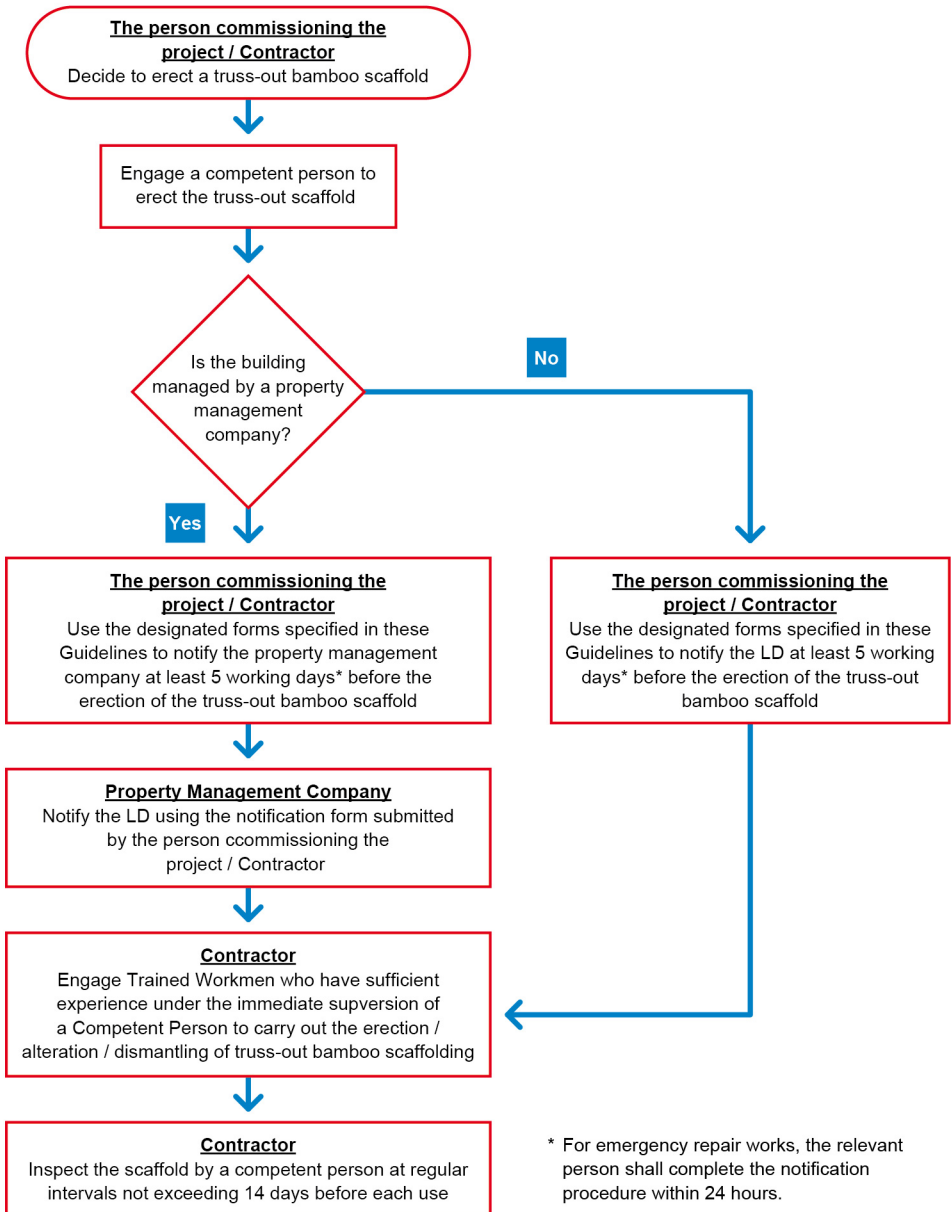 The person commissioning the
project / Contractor
Decide to erect a truss-out bamboo scaffold
Engage a competent person to
erect the truss-out scaffold
Is the building
managed by a property
management
company?
No
Yes
The person commissioning the
project / Contractor
Use the designated forms specified in these
Guidelines to notify the property management
company at least 5 working days* before the
erection of the truss-out bamboo scaffold
The person commissioning the
project / Contractor
Use the designated forms specified in these
Guidelines to notify the LD at least 5 working
days* before the erection of the truss-out
bamboo scaffold
Property Management Company
Notify the LD using the notification form submitted
by the person ccommissioning the
project / Contractor
Contractor
Engage Trained Workmen who have sufficient
experience under the immediate supversion of
a Competent Person to carry out the erection /
alteration / dismantling of truss-out bamboo scaffolding
Contractor
Inspect the scaffold by a competent person at regular
intervals not exceeding 14 days before each use
* For emergency repair works, the relevant
person shall complete the notification
procedure within 24 hours.